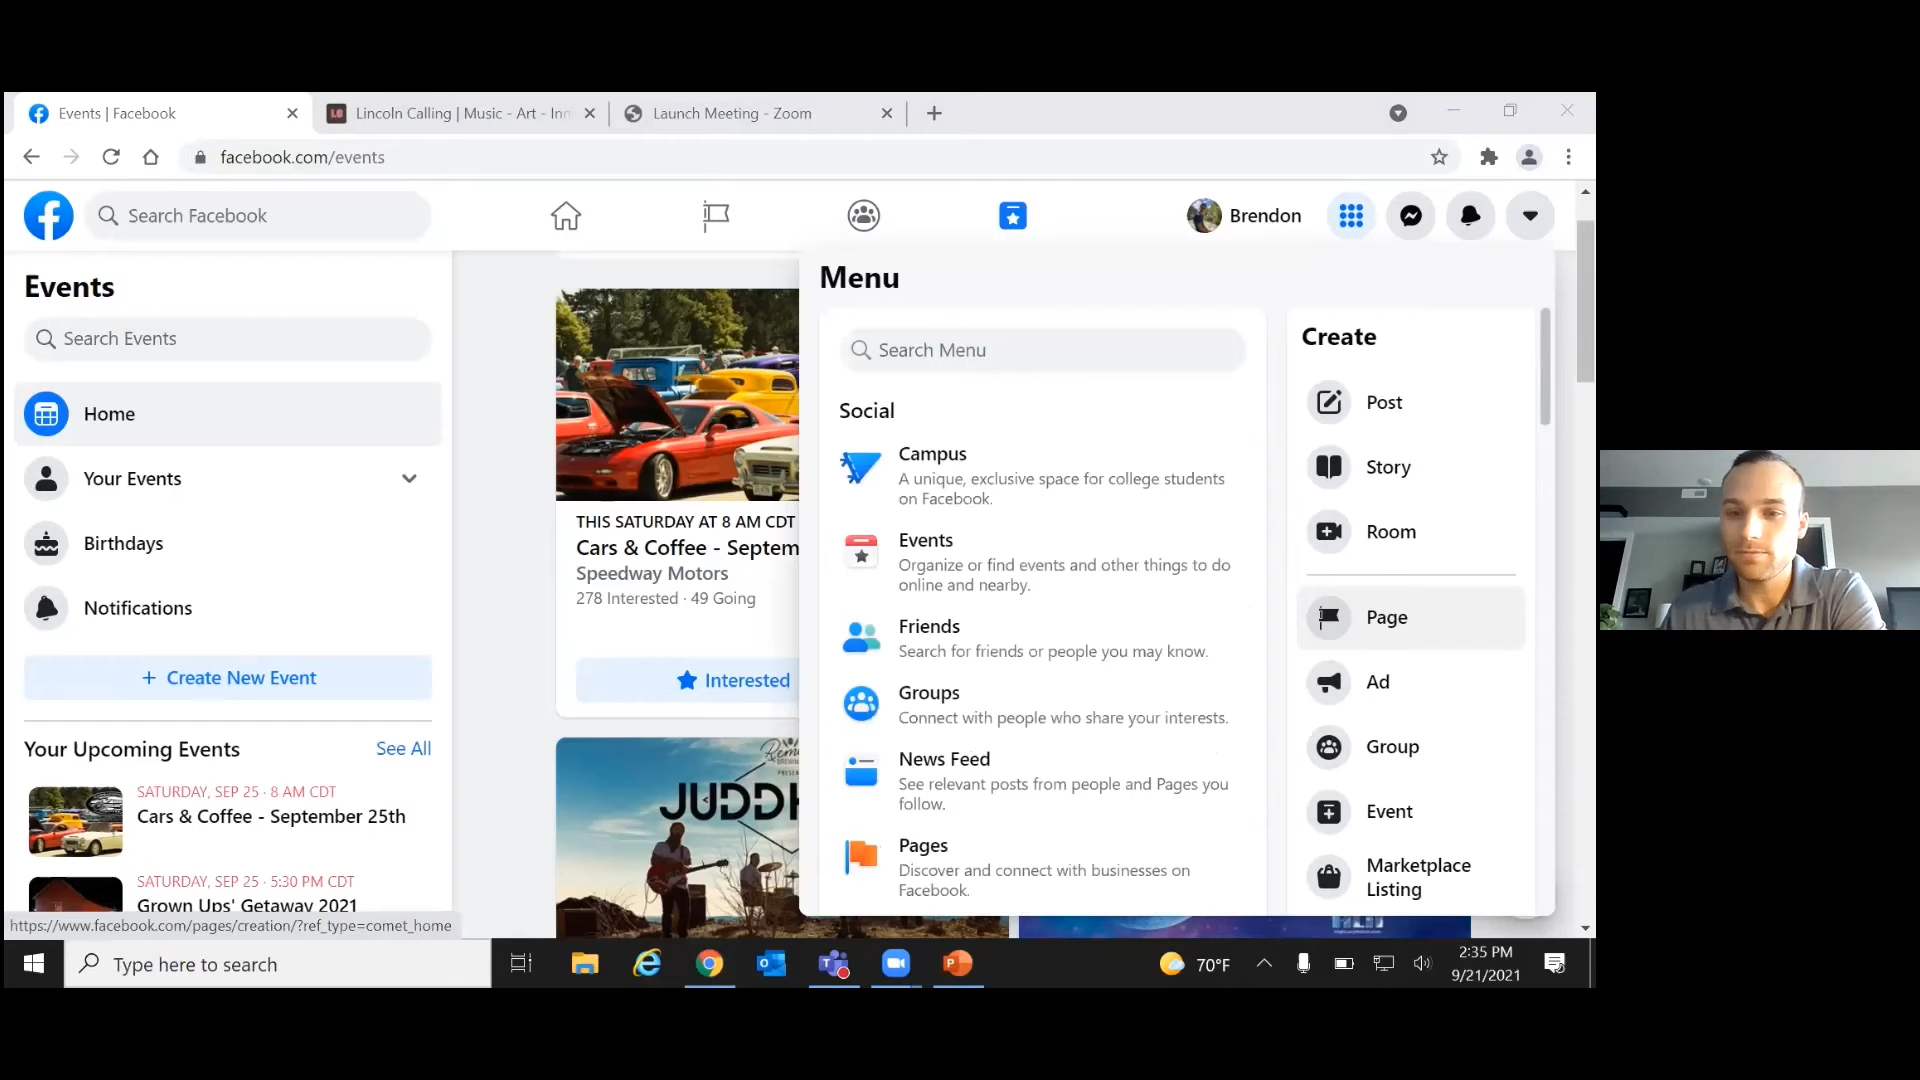 Events | Facebook
Lincoln Calling | Music - Art - Inn
Launch Meeting - Zoom
facebook.com/events
Search Facebook
Brendon
Events
Search Events
Home
Your Events
Birthdays
Notifications
+ Create New Event
Your Upcoming Events
See All
SATURDAY, SEP 25 · 8 AM CDT
Cars & Coffee - September 25th
SATURDAY, SEP 25 · 5:30 PM CDT
Grown Ups' Getaway 2021
https://www.facebook.com/pages/creation/?ref_type=comet_home
THIS SATURDAY AT 8 AM CDT
Cars & Coffee - Septem
Speedway Motors
278 Interested · 49 Going
Interested
JUDDH
Menu
Search Menu
Social
Campus
A unique, exclusive space for college students
on Facebook.
Events
Organize or find events and other things to do
online and nearby.
Friends
Search for friends or people you may know.
Groups
Connect with people who share your interests.
News Feed
See relevant posts from people and Pages you
follow.
Pages
Discover and connect with businesses on
Facebook.
Create
Post
Story
Room
Page
Ad
Group
Event
Marketplace
Listing
Type here to search
70°F
2:35 PM
9/21/2021